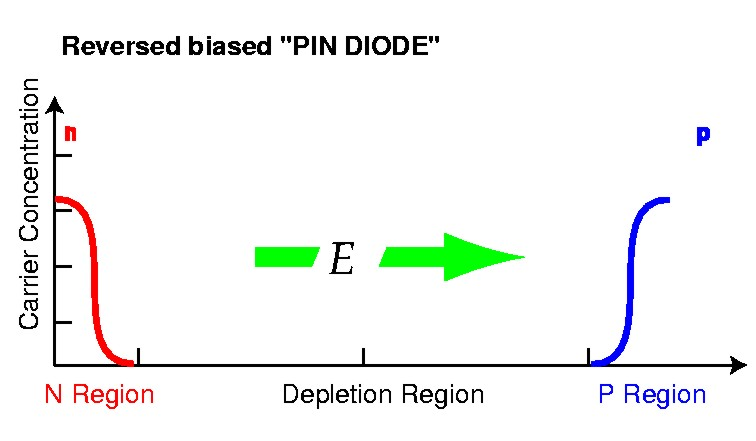 Reversed biased "PIN DIODE"
Carrier Concentration
n
p
E
N Region
Depletion Region
P Region